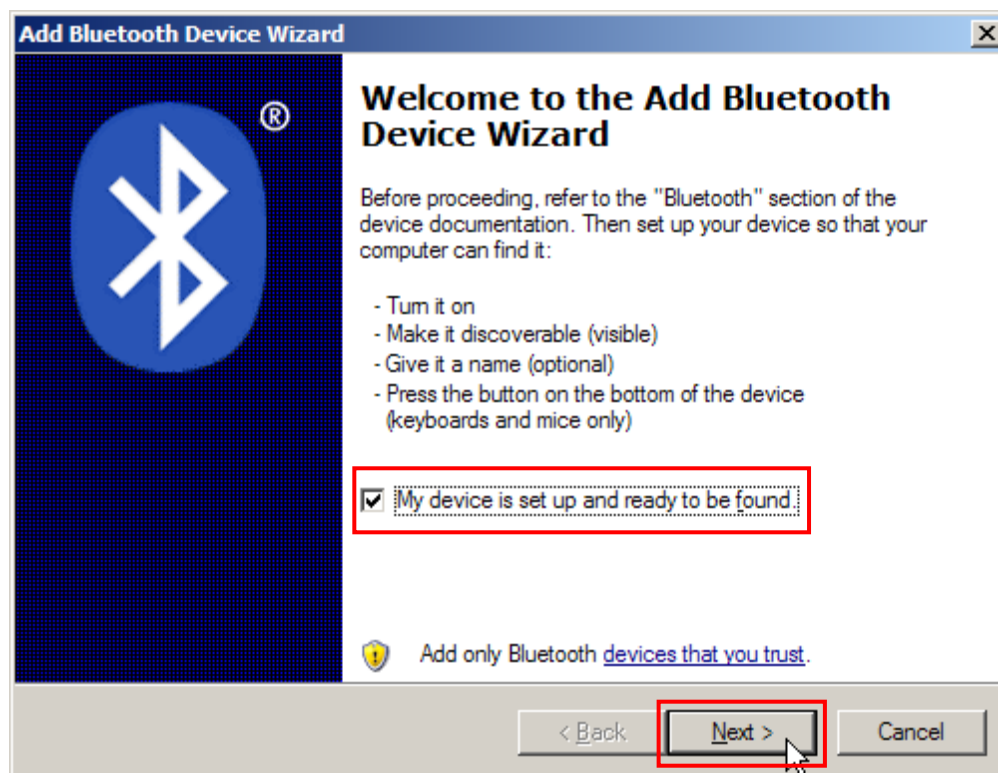 Add Bluetooth Device Wizard
®
Welcome to the Add Bluetooth
Device Wizard
Before proceeding, refer to the "Bluetooth" section of the
device documentation. Then set up your device so that your
computer can find it:
- Turn it on
- Make it discoverable (visible)
- Give it a name (optional)
- Press the button on the bottom of the device
(keyboards and mice only)
My device is set up and ready to be found.
Add only Bluetooth devices that you trust.
< Back Next > Cancel